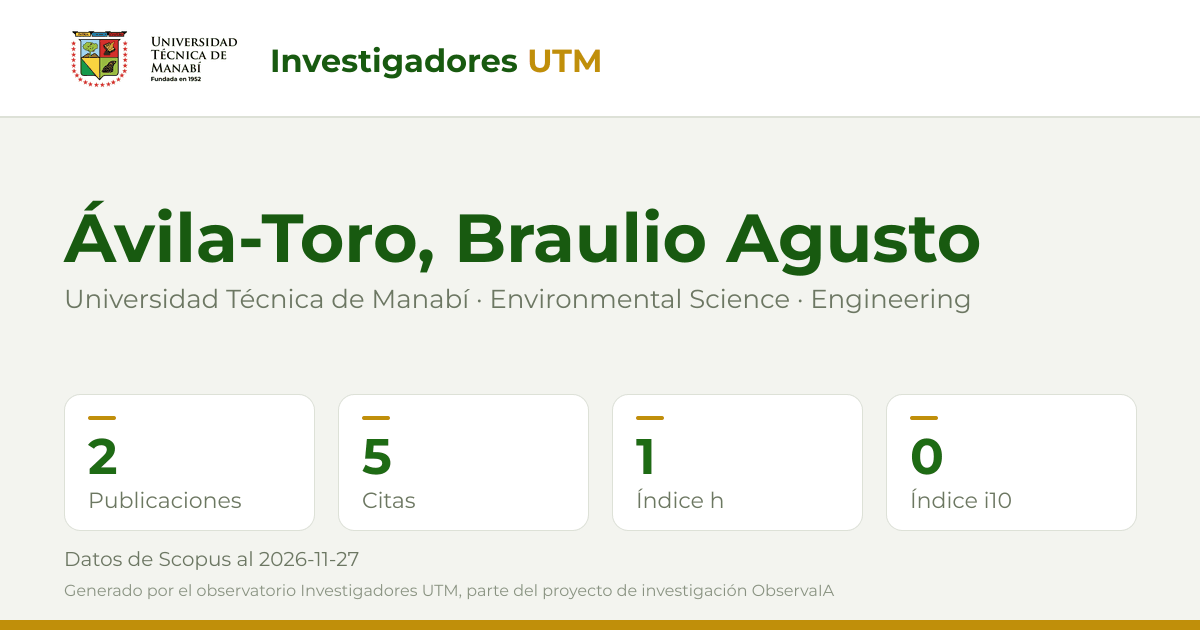 UNIVERSIDAD
TÉCNICA DE
MANABÍ
Fundada en 1952
Investigadores UTM
Ávila-Toro, Braulio Agusto
Universidad Técnica de Manabí · Environmental Science · Engineering
2
Publicaciones
5
Citas
1
Índice h
0
Índice i10
Datos de Scopus al 2026-11-27
Generado por el observatorio Investigadores UTM, parte del proyecto de investigación ObservaIA